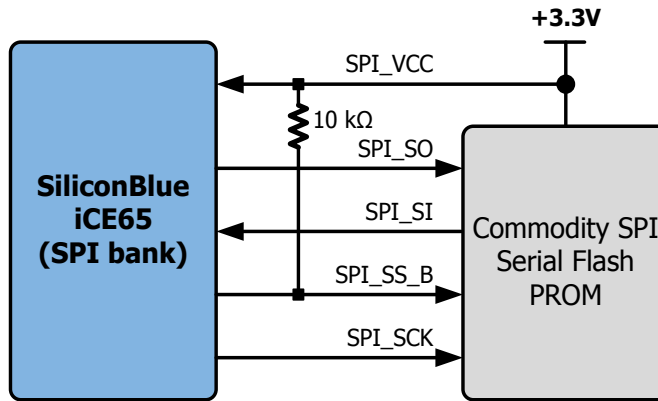 +3.3V
SPI_VCC
10 kΩ
SPI_SO
SiliconBlue
iCE65
(SPI bank)
SPI_SI
Commodity SPI
Serial Flash
PROM
SPI_SS_B
SPI_SCK